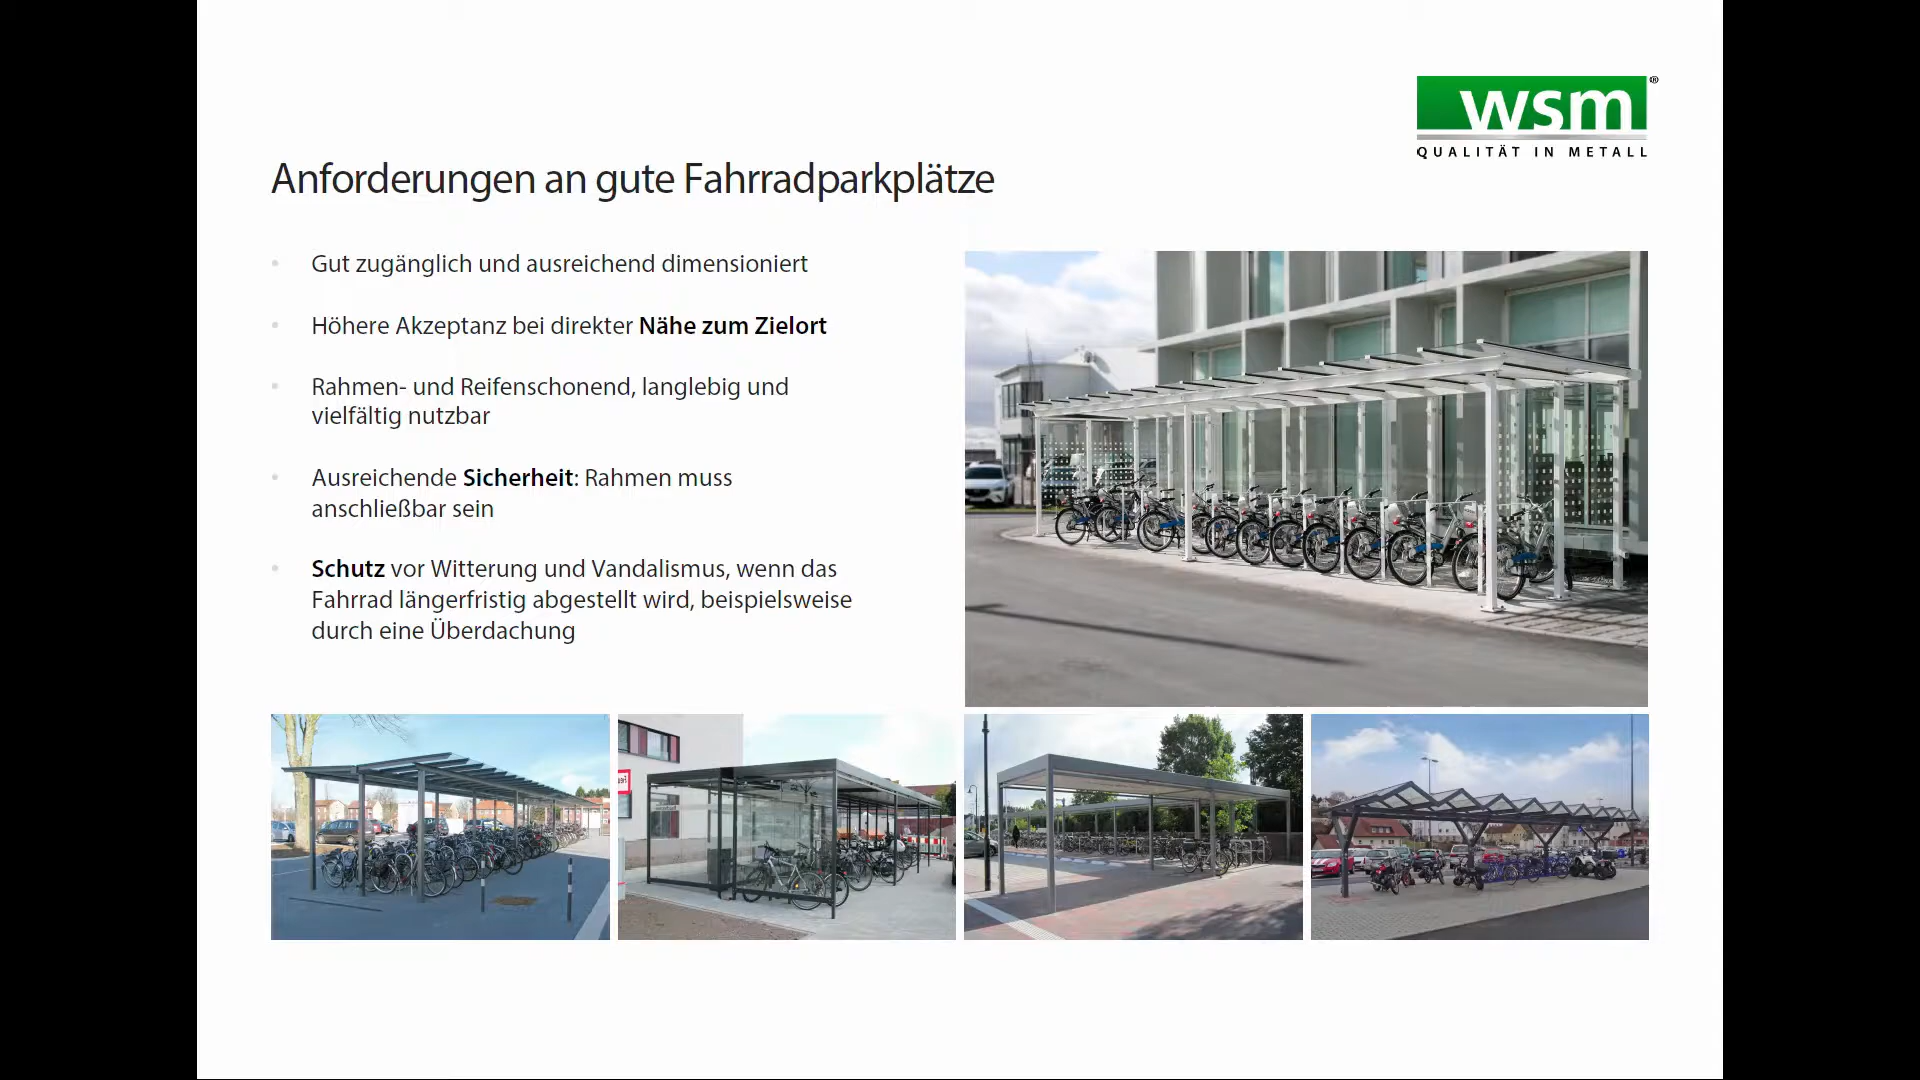 wsm®
QUALITÄT IN METALL
Anforderungen an gute Fahrradparkplätze
• Gut zugänglich und ausreichend dimensioniert
• Höhere Akzeptanz bei direkter Nähe zum Zielort
• Rahmen- und Reifenschonend, langlebig und
vielfältig nutzbar
• Ausreichende Sicherheit: Rahmen muss
anschließbar sein
• Schutz vor Witterung und Vandalismus, wenn das
Fahrrad längerfristig abgestellt wird, beispielsweise
durch eine Überdachung